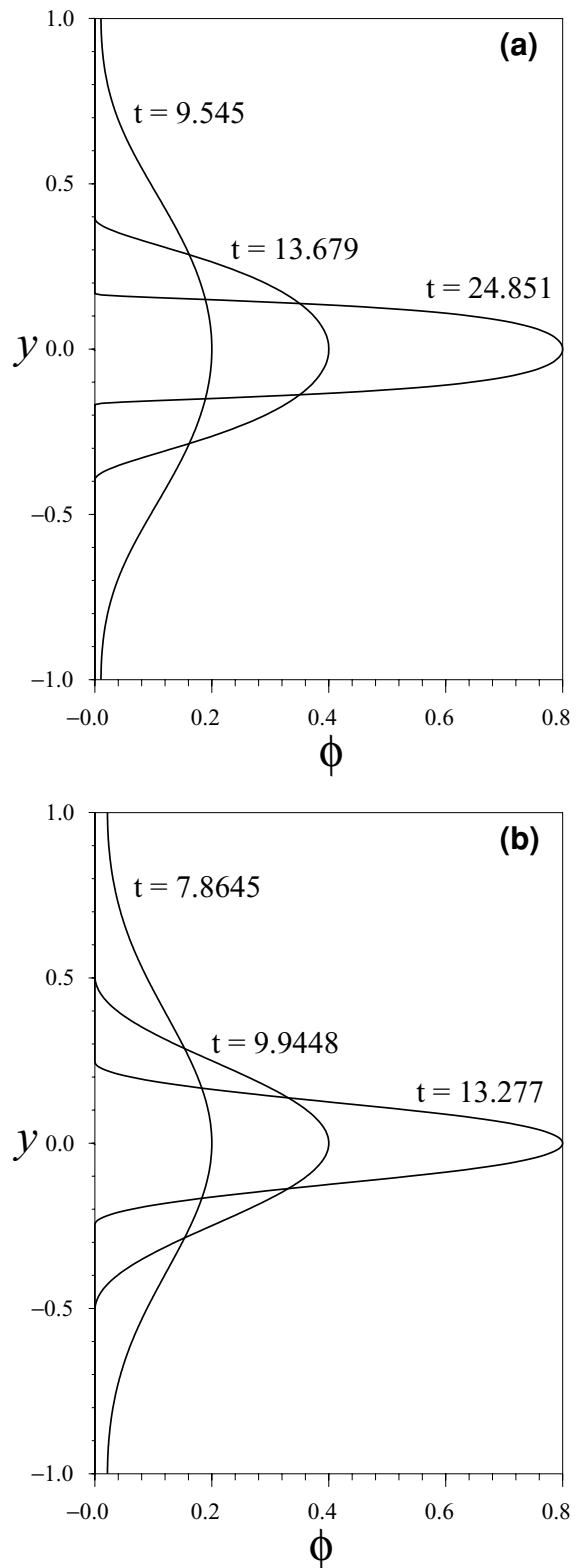 1.0
(a)
t = 9.545
0.5
t = 13.679
t = 24.851
y 0.0
−0.5
−1.0
−0.0 0.2 0.4 0.6 0.8
ϕ
1.0
(b)
t = 7.8645
0.5
t = 9.9448
t = 13.277
y 0.0
−0.5
−1.0
−0.0 0.2 0.4 0.6 0.8
ϕ